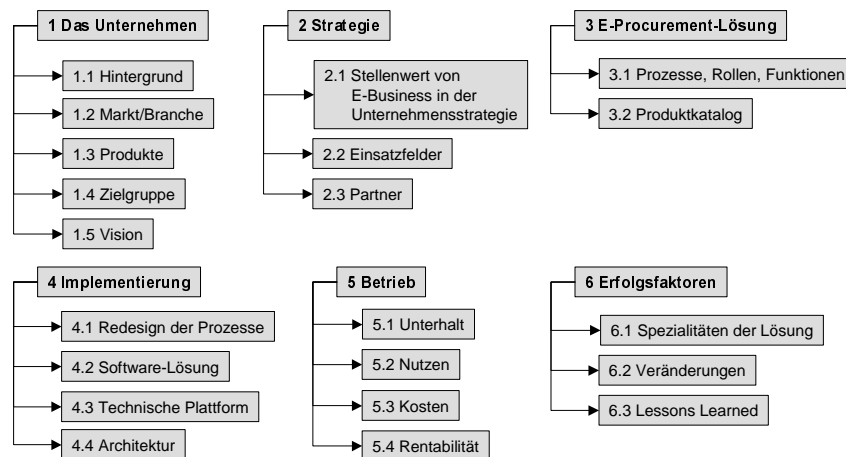 1 Das Unternehmen
1.1 Hintergrund
1.2 Markt/Branche
1.3 Produkte
1.4 Zielgruppe
1.5 Vision
2 Strategie
2.1 Stellenwert von
E-Business in der
Unternehmensstrategie
2.2 Einsatzfelder
2.3 Partner
3 E-Procurement-Lösung
3.1 Prozesse, Rollen, Funktionen
3.2 Produktkatalog
4 Implementierung
4.1 Redesign der Prozesse
4.2 Software-Lösung
4.3 Technische Plattform
4.4 Architektur
5 Betrieb
5.1 Unterhalt
5.2 Nutzen
5.3 Kosten
5.4 Rentabilität
6 Erfolgsfaktoren
6.1 Spezialitäten der Lösung
6.2 Veränderungen
6.3 Lessons Learned